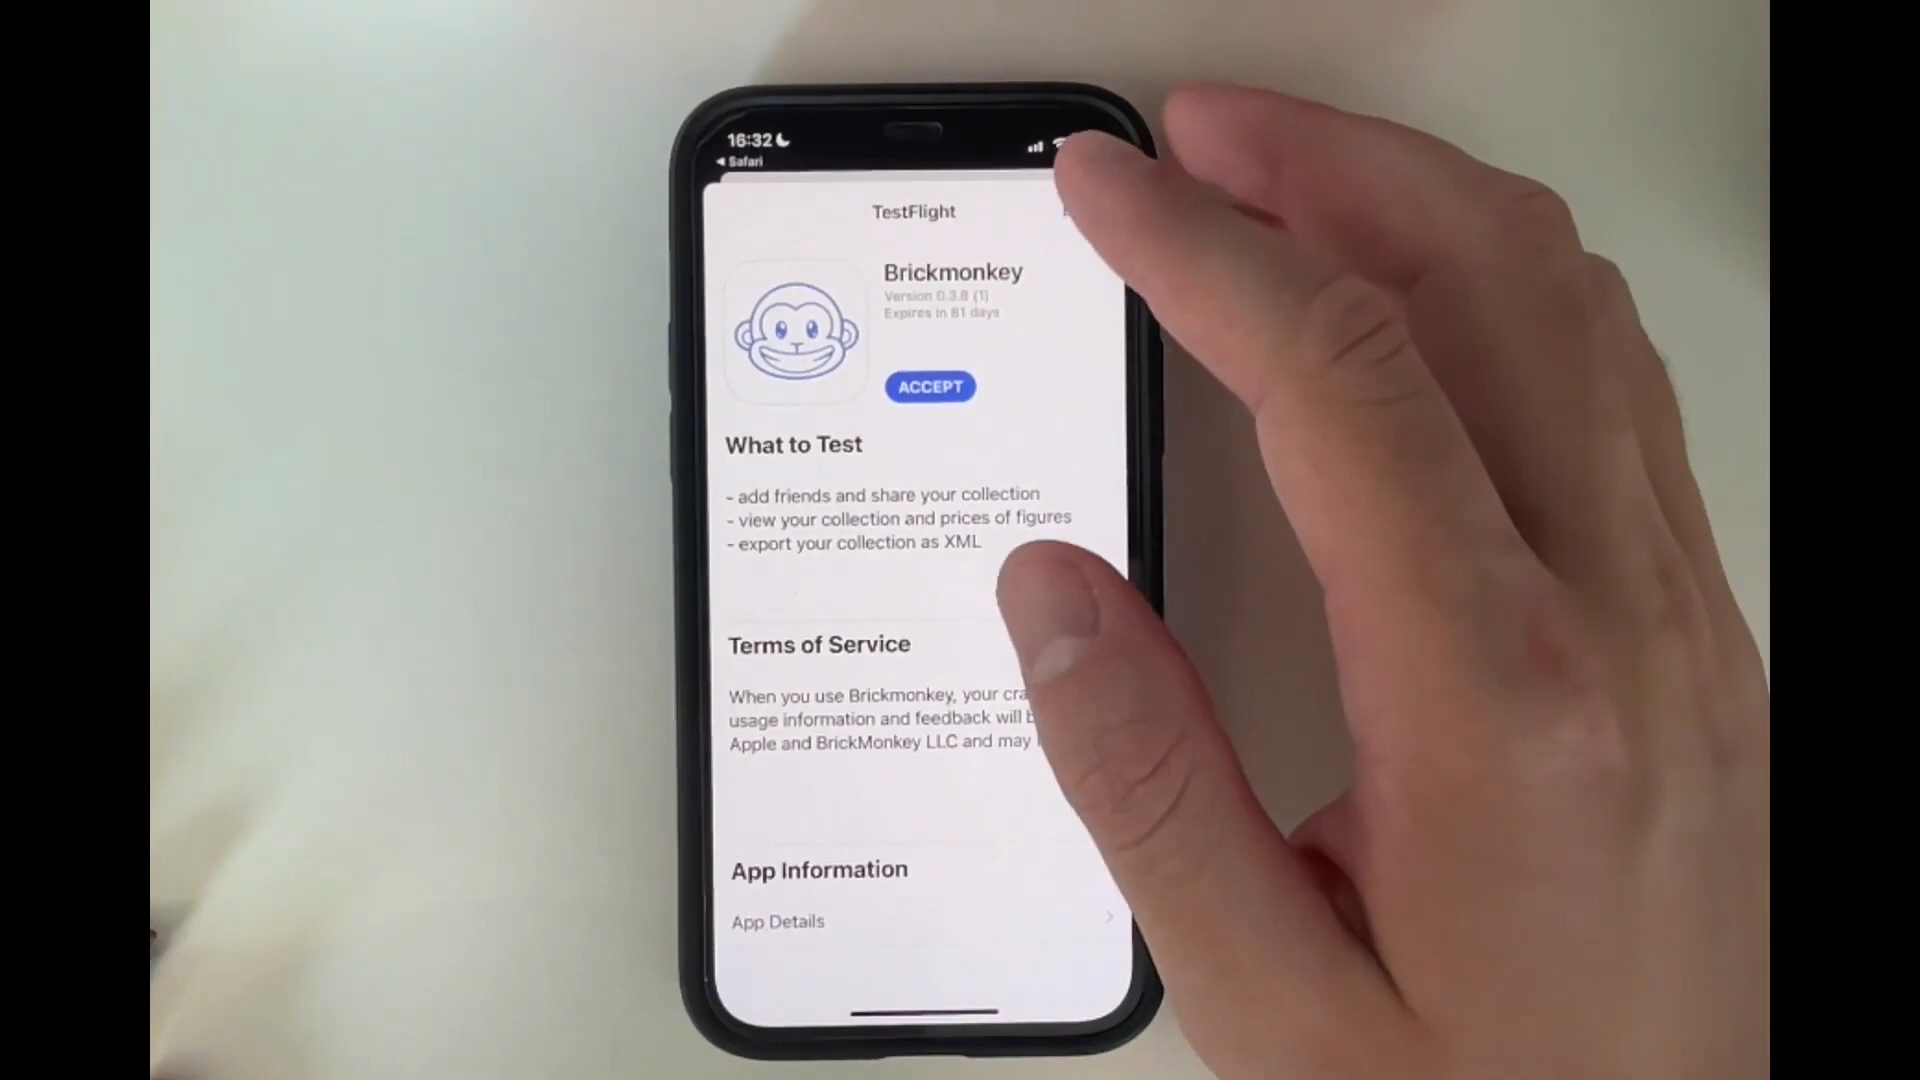 16:32
Safari
TestFlight
Brickmonkey
Version 0.3.8 (1)
Expires in 81 days
ACCEPT
What to Test
- add friends and share your collection
- view your collection and prices of figures
- export your collection as XML
Terms of Service
When you use Brickmonkey, your
usage information and feedback will
Apple and BrickMonkey LLC and may
App Information
App Details